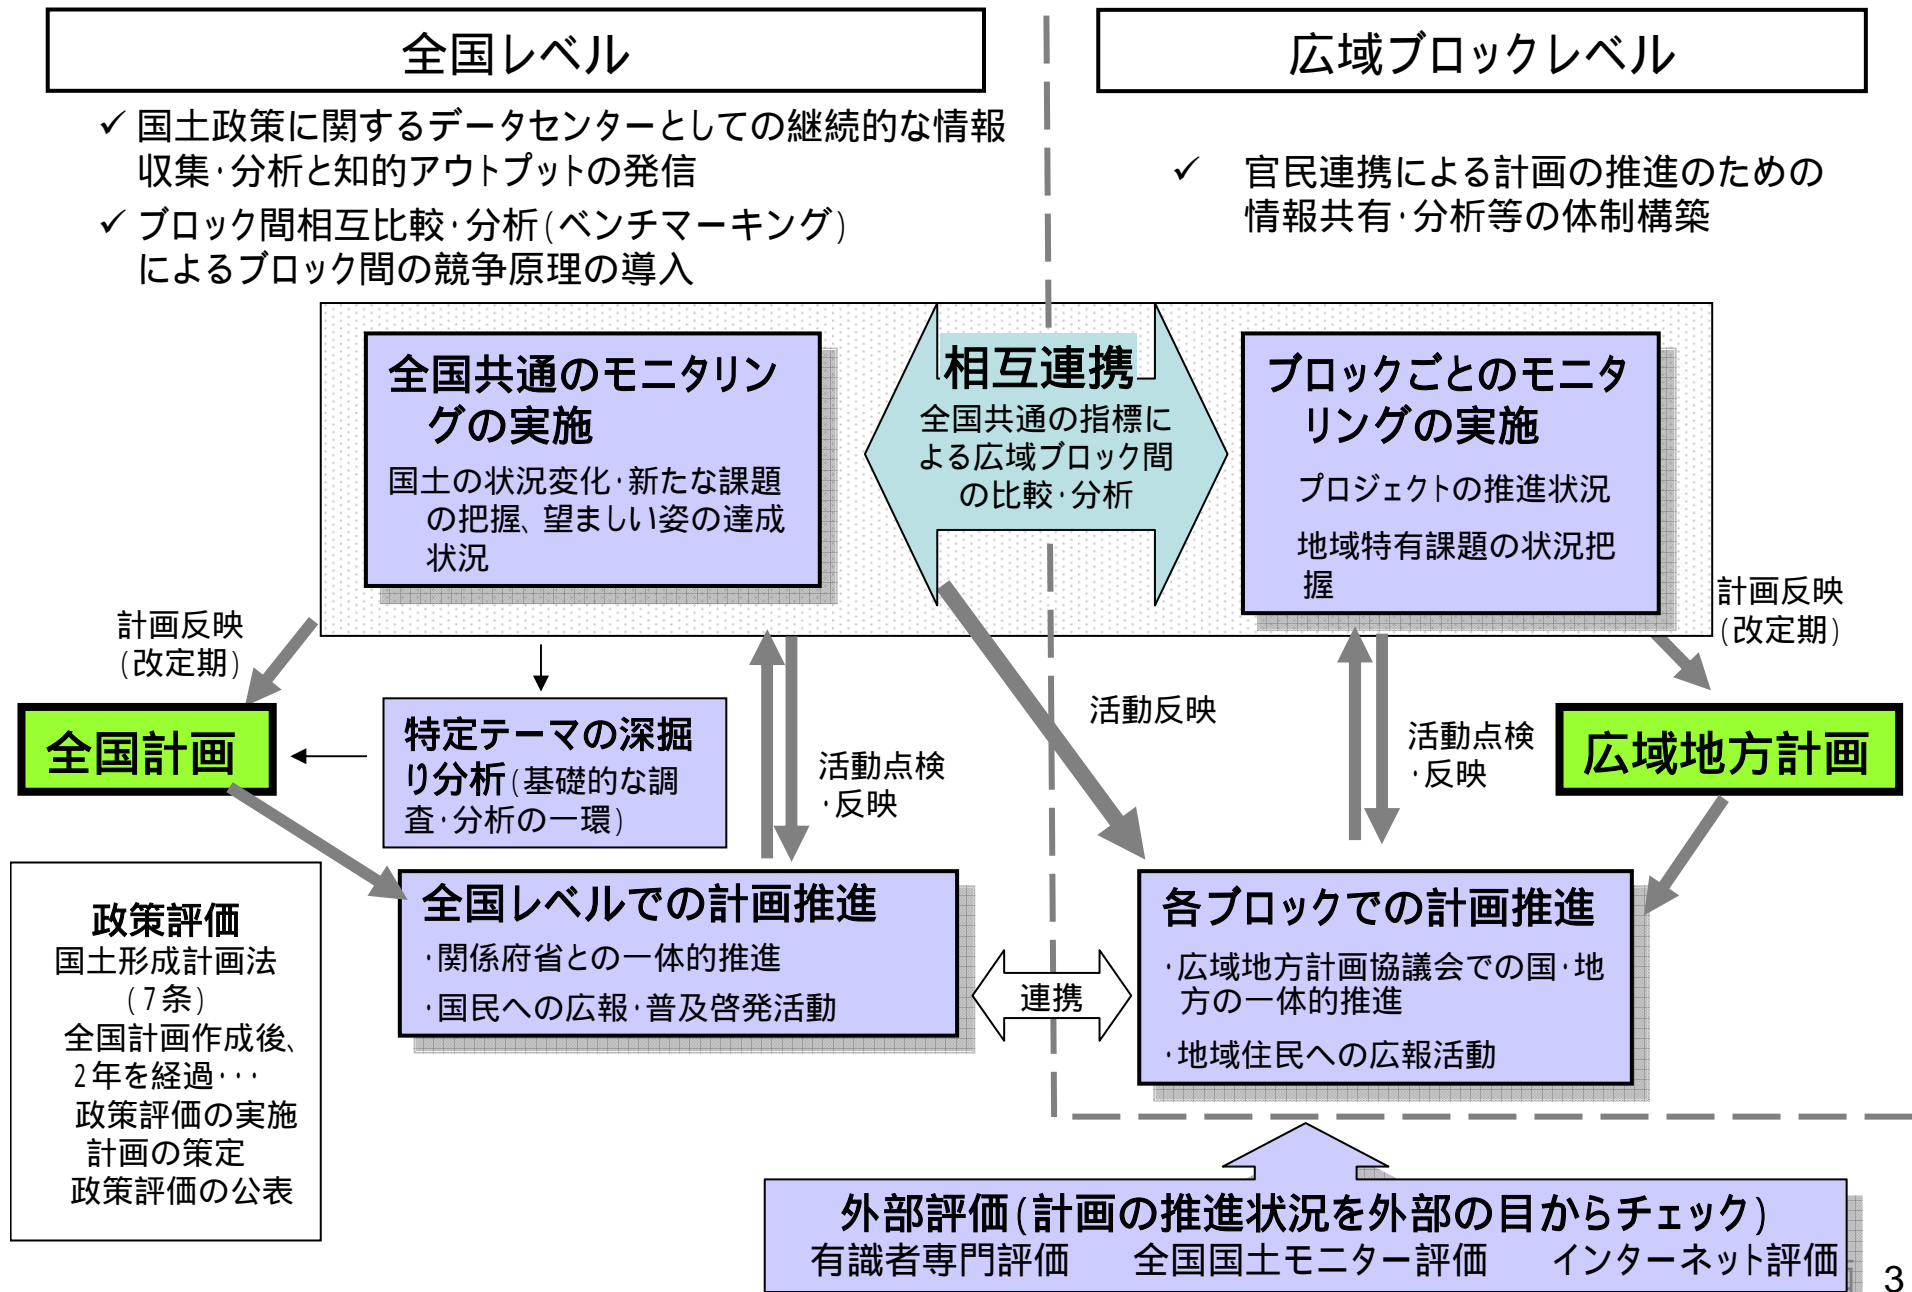 全国レベル
✓ 国土政策に関するデータセンターとしての継続的な情報
収集･分析と知的アウトプットの発信
✓ ブロック間相互比較･分析(ベンチマーキング)
によるブロック間の競争原理の導入
広域ブロックレベル
✓ 官民連携による計画の推進のための
情報共有･分析等の体制構築
全国共通のモニタリン
グの実施
国土の状況変化･新たな課題
の把握、望ましい姿の達成
状況
相互連携
全国共通の指標に
よる広域ブロック間
の比較･分析
ブロックごとのモニタ
リングの実施
プロジェクトの推進状況
地域特有課題の状況把
握
計画反映
(改定期)
計画反映
(改定期)
全国計画
特定テーマの深掘
り分析(基礎的な調
査･分析の一環)
活動点検
･反映
活動反映
活動点検
･反映
広域地方計画
政策評価
国土形成計画法
(7条)
全国計画作成後、
2年を経過･･･
政策評価の実施
計画の策定
政策評価の公表
全国レベルでの計画推進
･関係府省との一体的推進
･国民への広報･普及啓発活動
連携
各ブロックでの計画推進
･広域地方計画協議会での国･地
方の一体的推進
･地域住民への広報活動
外部評価(計画の推進状況を外部の目からチェック)
有識者専門評価 全国国土モニター評価 インターネット評価
3